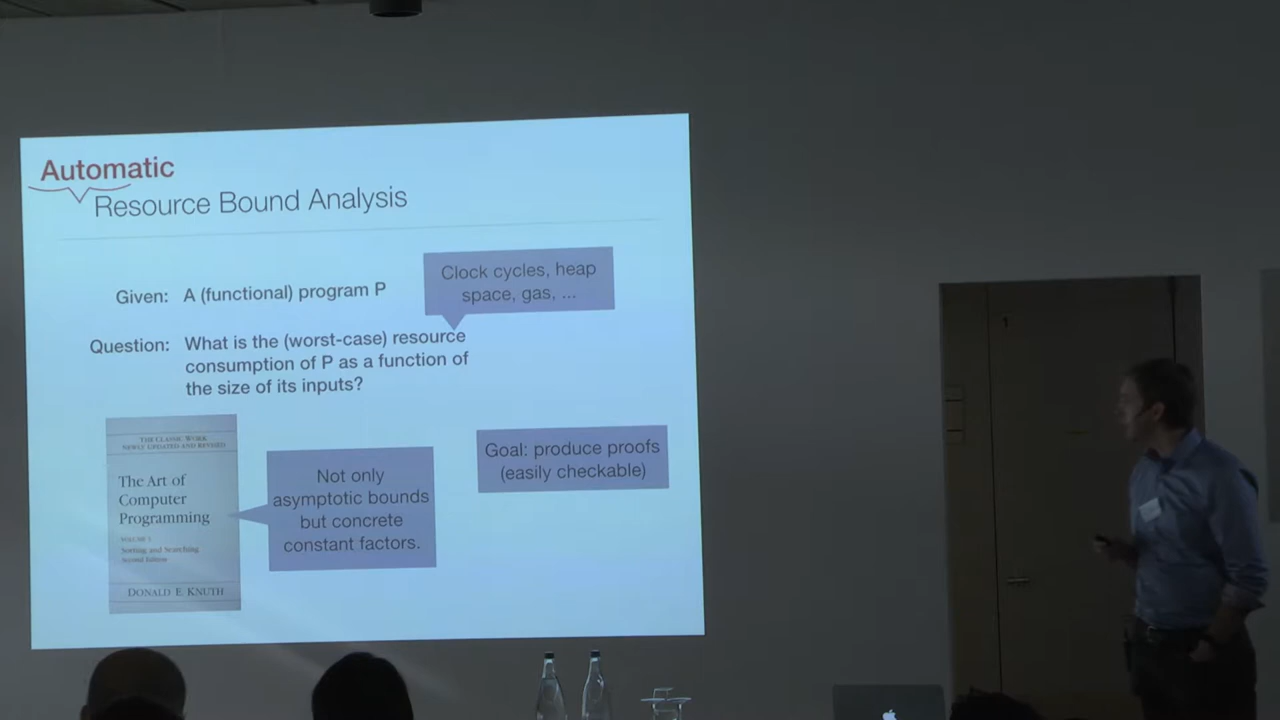 Automatic
Resource Bound Analysis
Clock cycles, heap
space, gas, ...
Given: A (functional) program P
Question: What is the (worst-case) resource
consumption of P as a function of
the size of its inputs?
THE CLASSIC WORK
NEWLY UPDATED AND REVISED
The Art of
Computer
Programming
VOLUME 3
Sorting and Searching
Second Edition
DONALD E. KNUTH
Not only
asymptotic bounds
but concrete
constant factors.
Goal: produce proofs
(easily checkable)